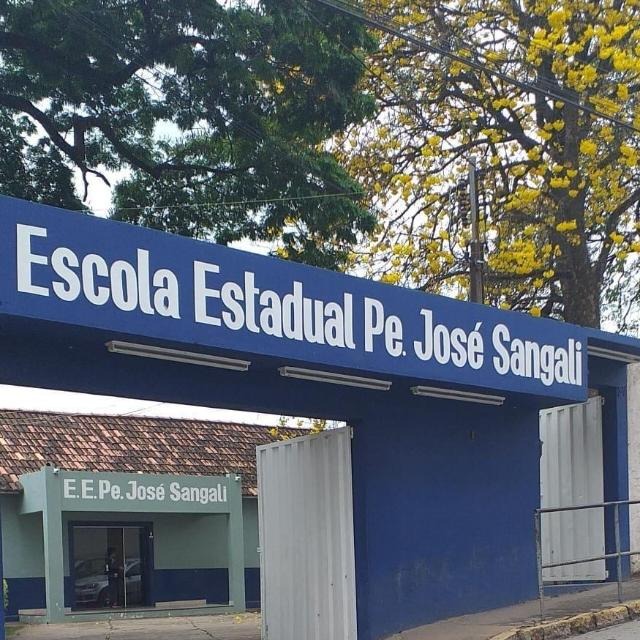 Escola Estadual Pe. José Sangali
E.E.Pe. José Sangali